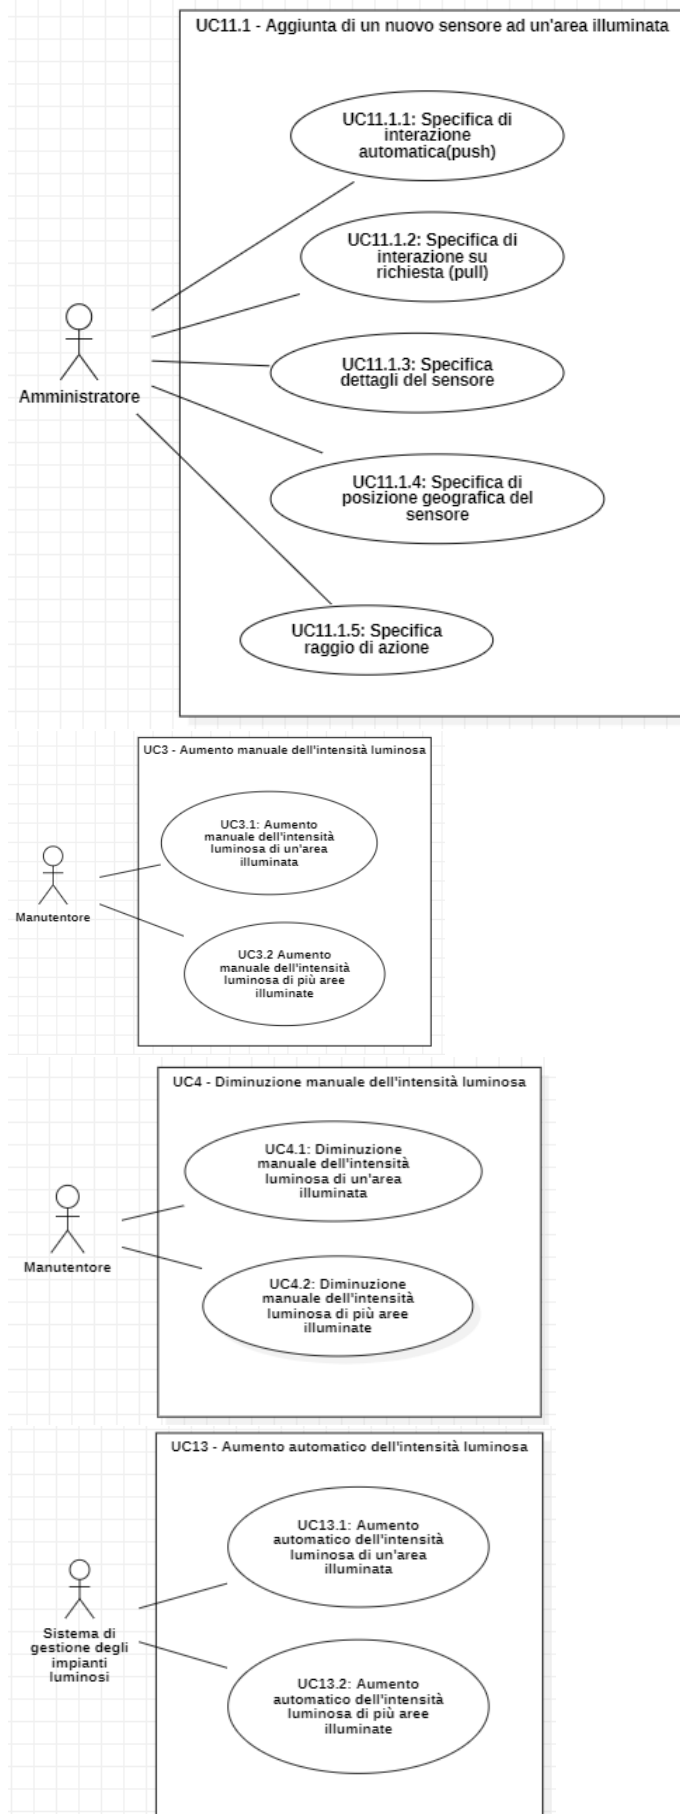 UC11.1 - Aggiunta di un nuovo sensore ad un'area illuminata
UC11.1.1: Specifica di
interazione
automatica(push)
UC11.1.2: Specifica di
interazione su
richiesta (pull)
UC11.1.3: Specifica
dettagli del sensore
Amministratore
UC11.1.4: Specifica di
posizione geografica del
sensore
UC11.1.5: Specifica
raggio di azione
UC3 - Aumento manuale dell'intensità luminosa
UC3.1: Aumento
manuale dell'intensità
luminosa di un'area
illuminata
Manutentore
UC3.2 Aumento
manuale dell'intensità
luminosa di più aree
illuminate
UC4 - Diminuzione manuale dell'intensità luminosa
UC4.1: Diminuzione
manuale dell'intensità
luminosa di un'area
illuminata
Manutentore
UC4.2: Diminuzione
manuale dell'intensità
luminosa di più aree
illuminate
UC13 - Aumento automatico dell'intensità luminosa
UC13.1: Aumento
automatico dell'intensità
luminosa di un'area
illuminata
Sistema di
gestione degli
impianti
luminosi
UC13.2: Aumento
automatico dell'intensità
luminosa di più aree
illuminate